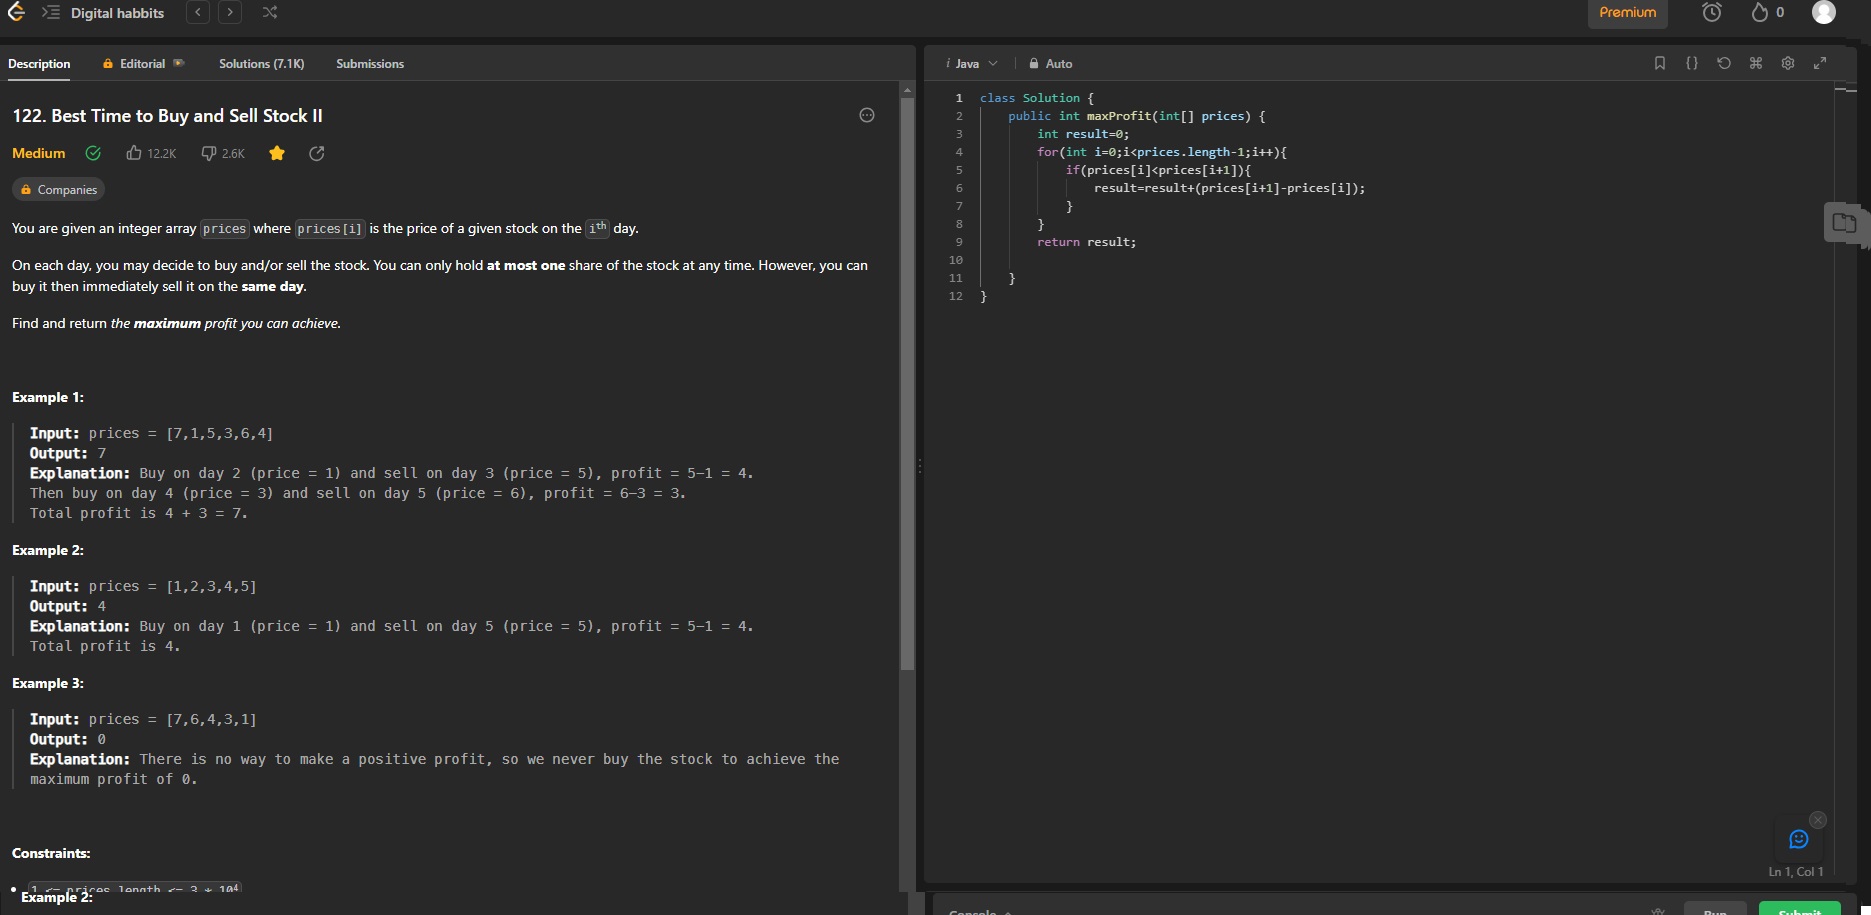 Digital habbits
Premium
0
Description
Editorial
Solutions (7.1K)
Submissions
122. Best Time to Buy and Sell Stock II
Medium
12.2K
2.6K
Companies
You are given an integer array prices where prices[i] is the price of a given stock on the ith day.
On each day, you may decide to buy and/or sell the stock. You can only hold at most one share of the stock at any time. However, you can
buy it then immediately sell it on the same day.
Find and return the maximum profit you can achieve.
Example 1:
Input: prices = [7,1,5,3,6,4]
Output: 7
Explanation: Buy on day 2 (price = 1) and sell on day 3 (price = 5), profit = 5-1 = 4.
Then buy on day 4 (price = 3) and sell on day 5 (price = 6), profit = 6-3 = 3.
Total profit is 4 + 3 = 7.
Example 2:
Input: prices = [1,2,3,4,5]
Output: 4
Explanation: Buy on day 1 (price = 1) and sell on day 5 (price = 5), profit = 5-1 = 4.
Total profit is 4.
Example 3:
Input: prices = [7,6,4,3,1]
Output: 0
Explanation: There is no way to make a positive profit, so we never buy the stock to achieve the
maximum profit of 0.
Constraints:
1 <= prices.length <= 3 * 10⁴
Example 2:
i Java
Auto
1 class Solution {
2 public int maxProfit(int[] prices) {
3 int result=0;
4 for(int i=0;i<prices.length-1;i++){
5 if(prices[i]<prices[i+1]){
6 result=result+(prices[i+1]-prices[i]);
7 }
8 }
9 return result;
10
11 }
12 }
Ln 1, Col 1
Console
Run
Submit